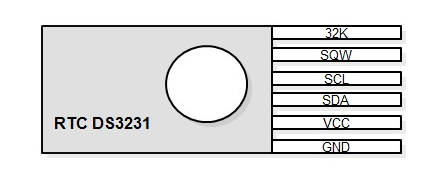 32K
SQW
SCL
SDA
RTC DS3231
VCC
GND